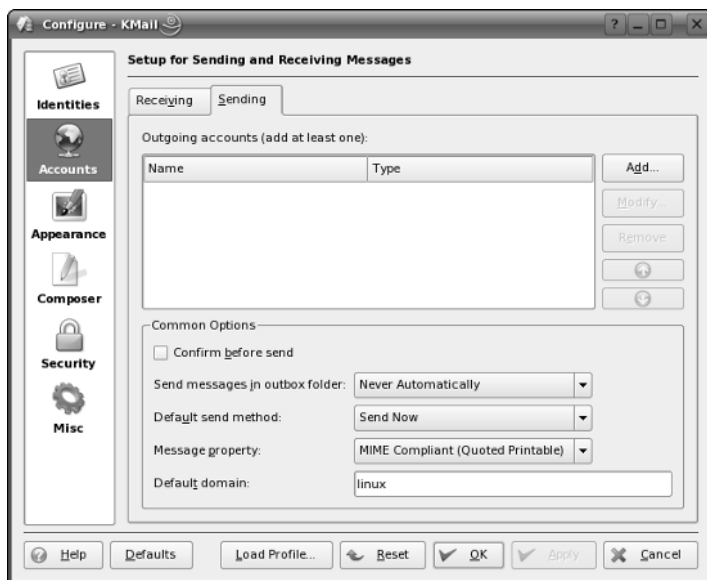 Configure - KMail
?
Identities
Accounts
Appearance
Composer
Security
Misc
Setup for Sending and Receiving Messages
Receiving Sending
Outgoing accounts (add at least one):
Name Type
Add...
Modify...
Remove
Common Options
Confirm before send
Send messages in outbox folder: Never Automatically
Default send method: Send Now
Message property: MIME Compliant (Quoted Printable)
Default domain: linux
Help Defaults Load Profile... Reset OK Apply Cancel